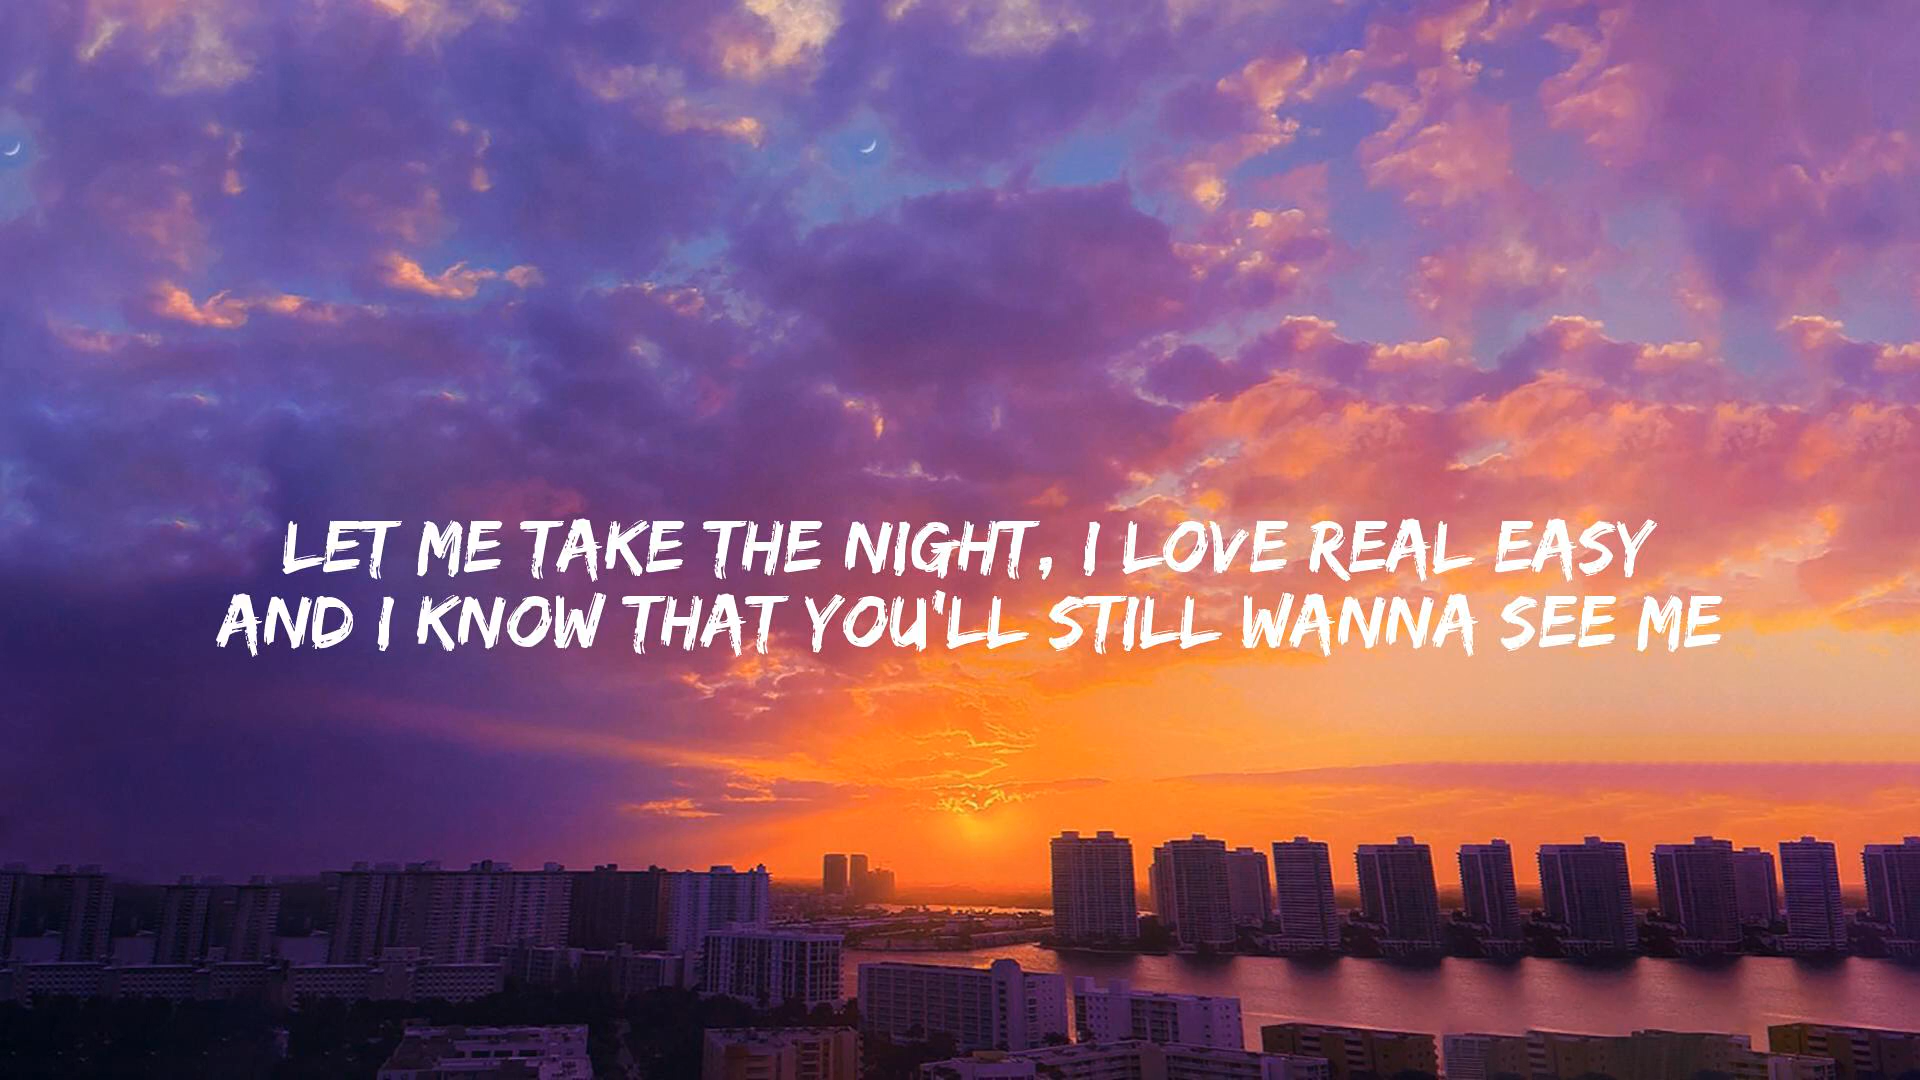 LET ME TAKE THE NIGHT, I LOVE REAL EASY
AND I KNOW THAT YOU'LL STILL WANNA SEE ME